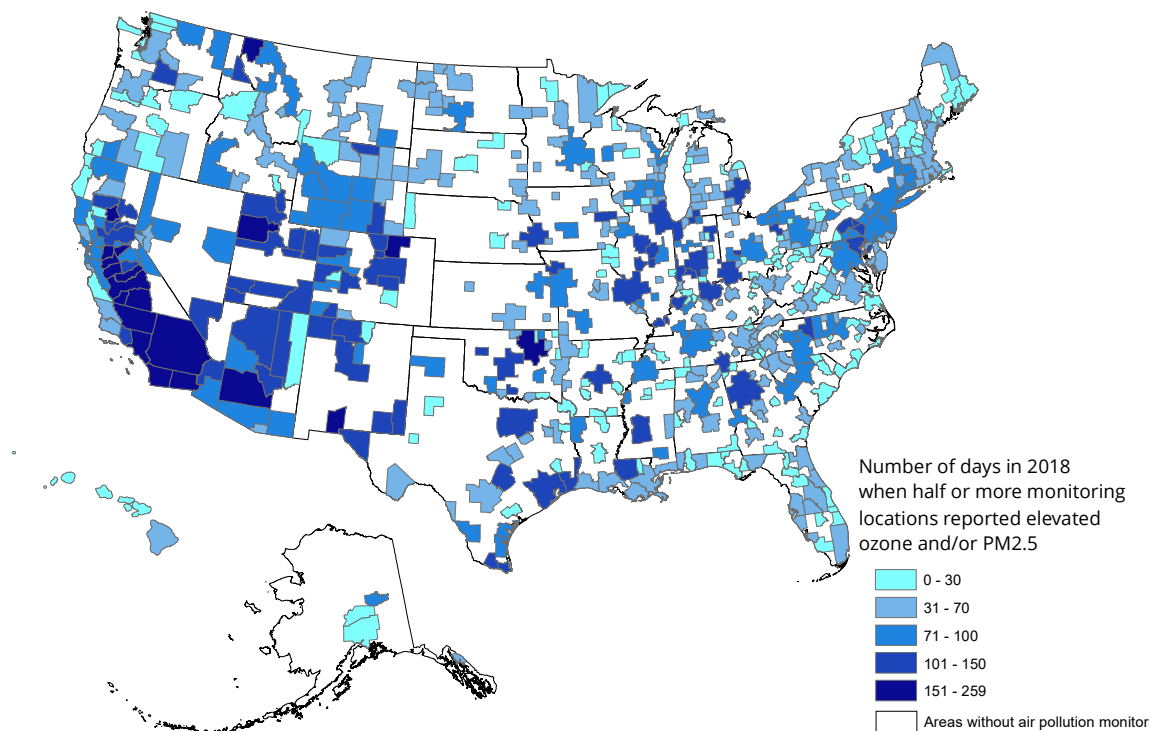 Number of days in 2018
when half or more monitoring
locations reported elevated
ozone and/or PM2.5
0 - 30
31 - 70
71 - 100
101 - 150
151 - 259
Areas without air pollution monitor